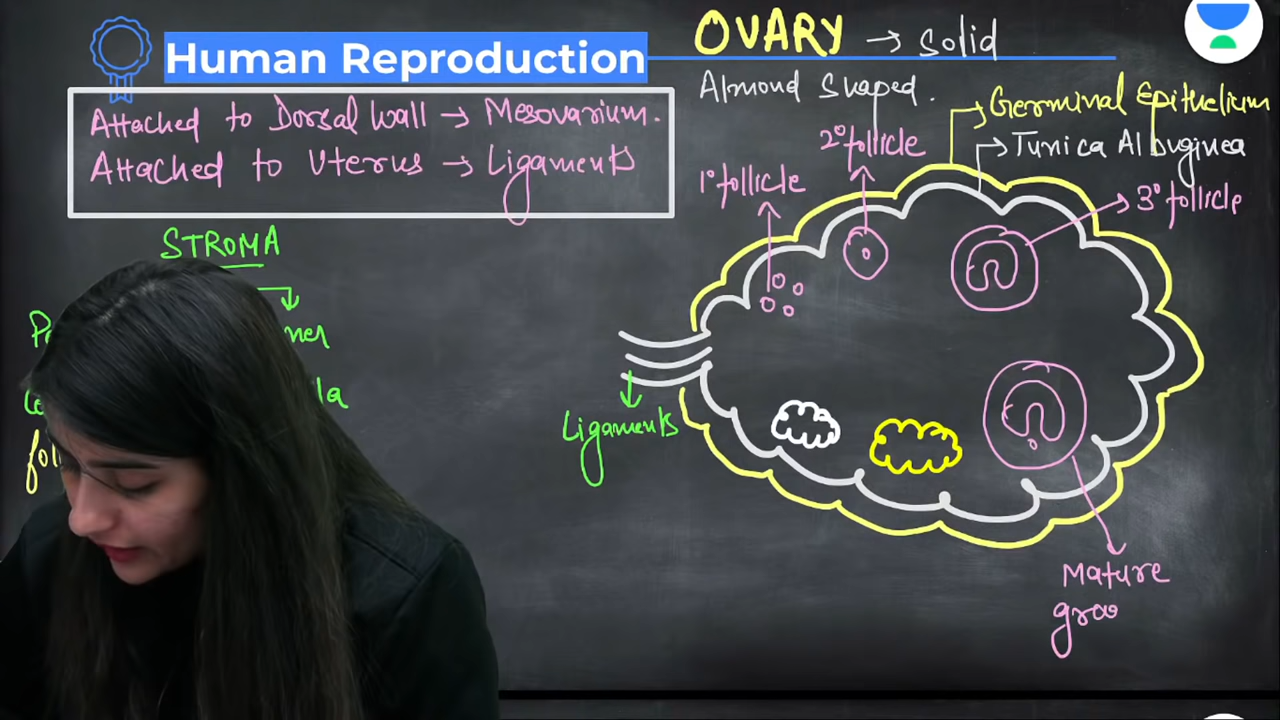 Human Reproduction
OVARY → Solid
Almond Shaped.
Attached to Dorsal Wall → Mesovarium.
Attached to Uterus → Ligaments
Germinal Epithelium
Tunica Albuginea
1° follicle
2° follicle
3° follicle
STROMA
Ligaments
Mature
graa